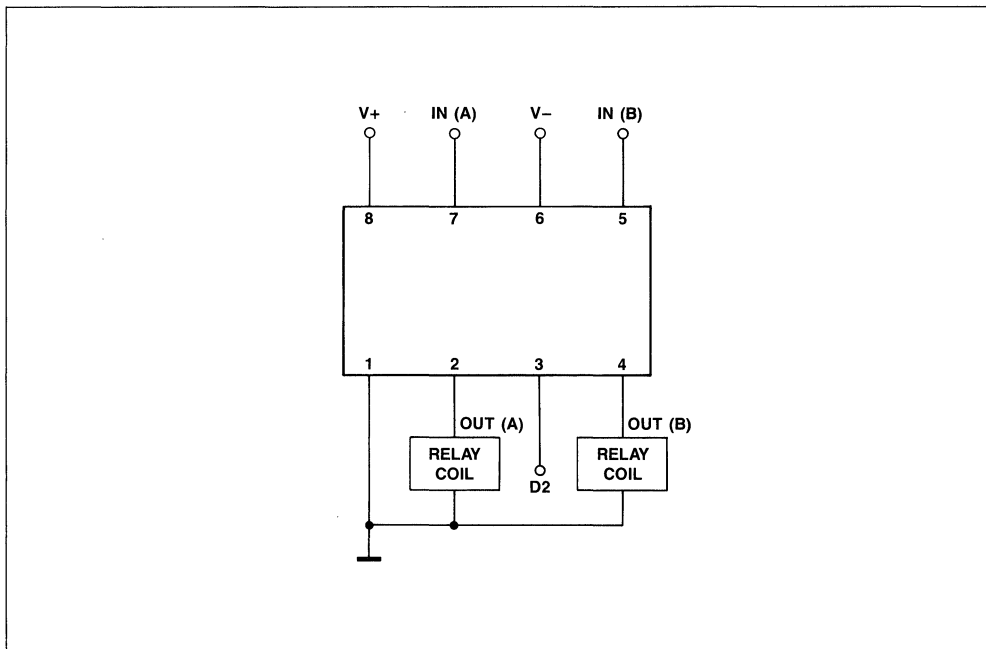 V+ IN (A) V− IN (B)
8 7 6 5
1 2 3 4
OUT (A) OUT (B)
RELAY
COIL
RELAY
COIL
D2